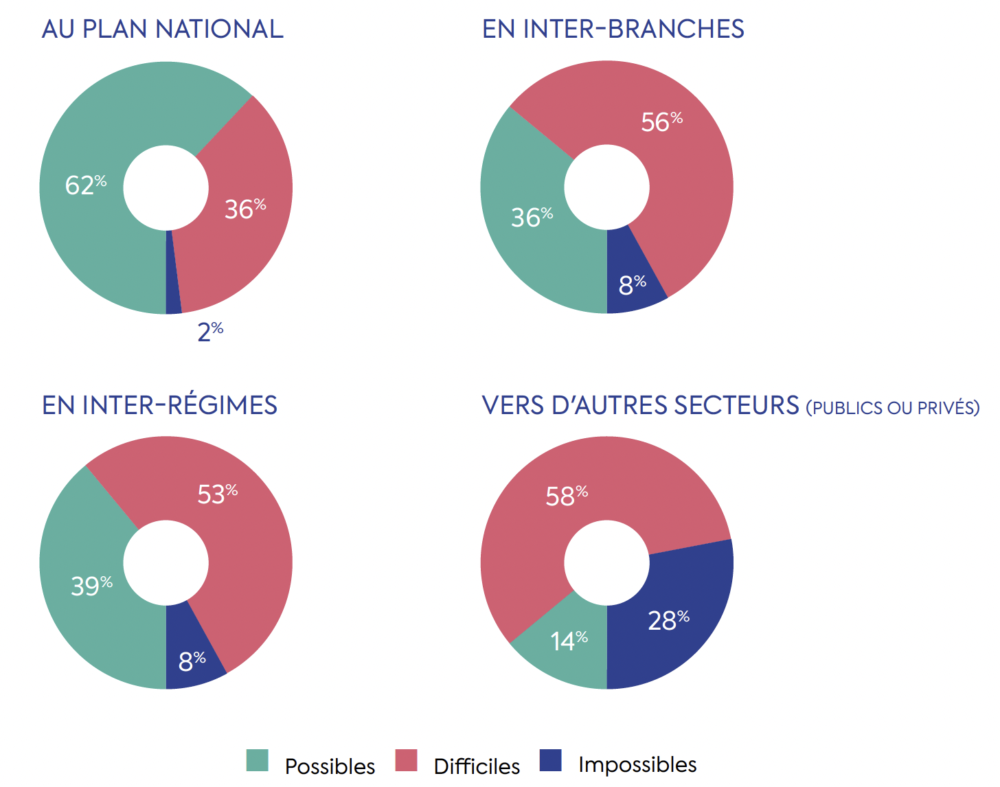 AU PLAN NATIONAL
62%
36%
2%
EN INTER-BRANCHES
56%
36%
8%
EN INTER-RÉGIMES
53%
39%
8%
VERS D'AUTRES SECTEURS (PUBLICS OU PRIVÉS)
58%
28%
14%
Possibles Difficiles Impossibles